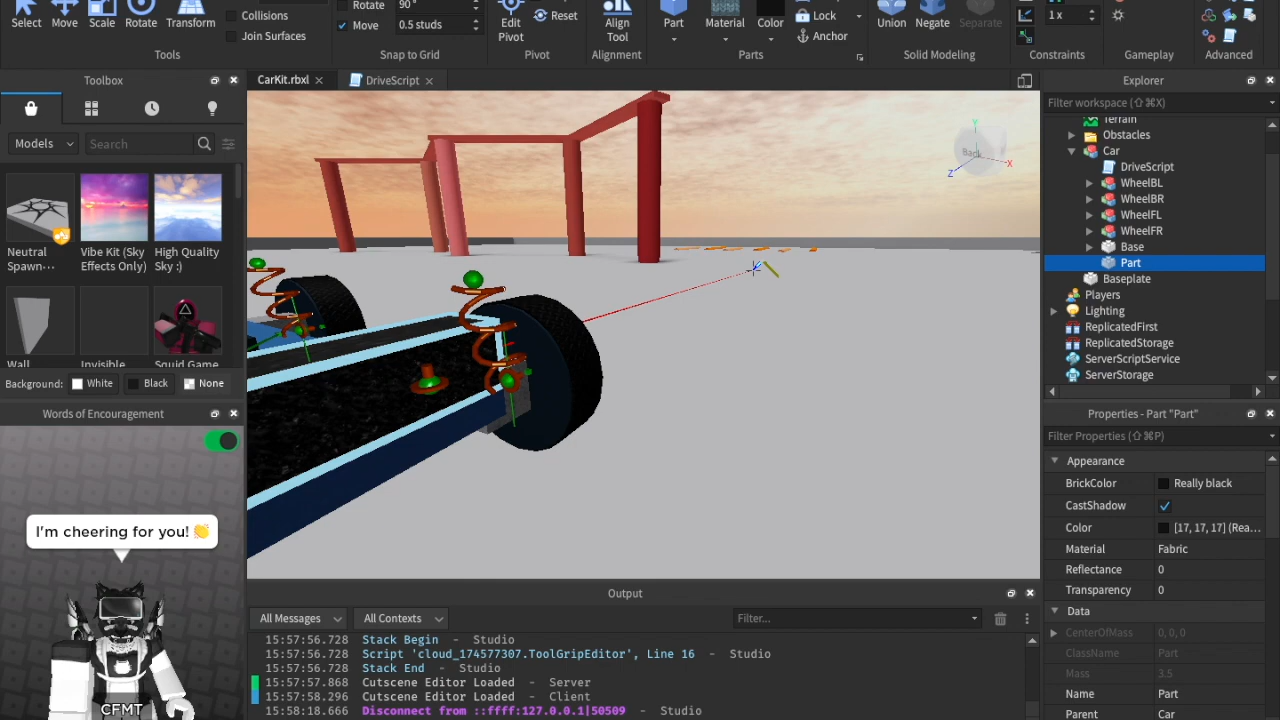 Select
Move
Scale
Rotate
Transform
Collisions
Join Surfaces
Tools
Rotate
90 °
Move
0.5 studs
Snap to Grid
Edit
Pivot
Reset
Pivot
Align
Tool
Alignment
Part
Material
Color
Lock
Anchor
Parts
Union
Negate
Separate
Solid Modeling
1 x
Constraints
Gameplay
Advanced
Toolbox
CarKit.rbxl
DriveScript
Explorer
Filter workspace (⇧⌘X)
Models
Search
Neutral
Spawn...
Vibe Kit (Sky
Effects Only)
High Quality
Sky :)
Wall
Invisible
Squid Game
Background:
White
Black
None
Words of Encouragement
I'm cheering for you! 👏
CFMT
Back
Y
X
Z
Terrain
Obstacles
Car
DriveScript
WheelBL
WheelBR
WheelFL
WheelFR
Base
Part
Baseplate
Players
Lighting
ReplicatedFirst
ReplicatedStorage
ServerScriptService
ServerStorage
Properties - Part "Part"
Filter Properties (⇧⌘P)
Appearance
BrickColor Really black
CastShadow
Color [17, 17, 17] (Rea...
Material Fabric
Reflectance 0
Transparency 0
Data
CenterOfMass 0, 0, 0
ClassName Part
Mass 3.5
Name Part
Parent Car
Output
All Messages
All Contexts
Filter...
15:57:56.728 Stack Begin - Studio
15:57:56.728 Script 'cloud_174577307.ToolGripEditor', Line 16 - Studio
15:57:56.728 Stack End - Studio
15:57:57.868 Cutscene Editor Loaded - Server
15:57:58.296 Cutscene Editor Loaded - Client
15:58:18.666 Disconnect from ::ffff:127.0.0.1|50509 - Studio